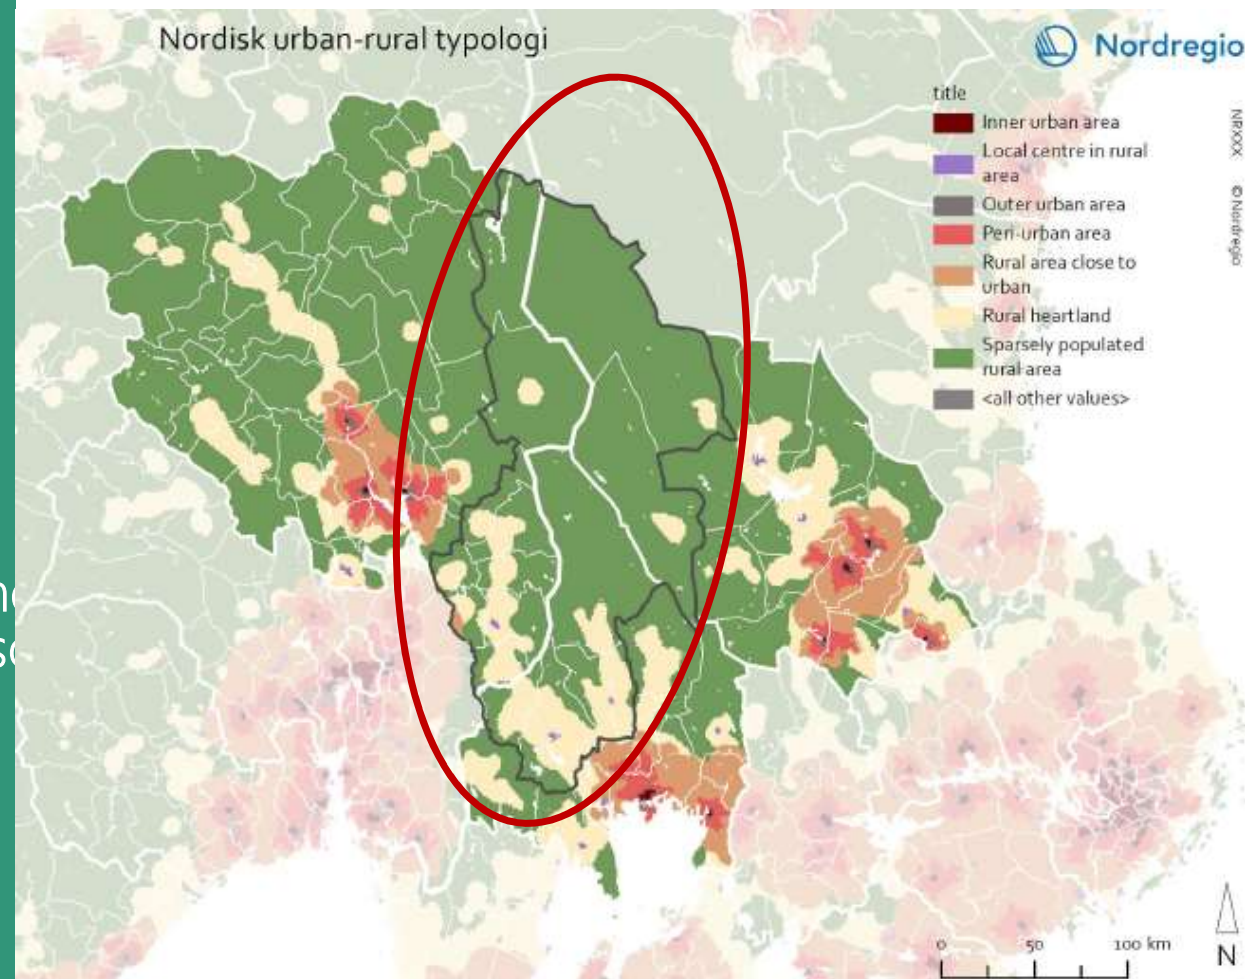 Nordisk urban-rural typologi
Nordregio
title
Inner urban area
Local centre in rural
area
Outer urban area
Peri-urban area
Rural area close to
urban
Rural heartland
Sparsely populated
rural area
<all other values>
NRXXX © Nordregio
0 50 100 km
N